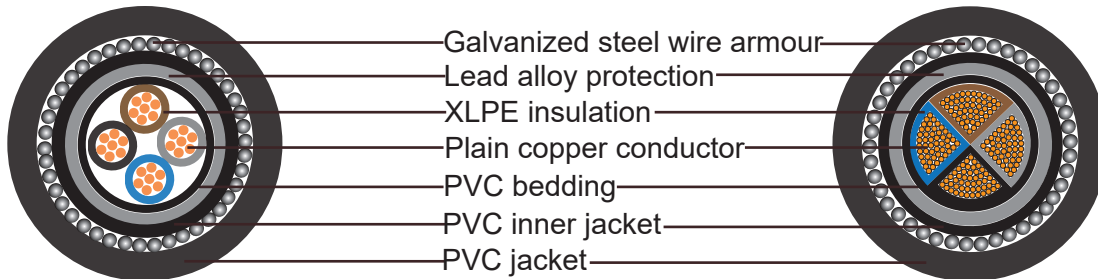 Galvanized steel wire armour
Lead alloy protection
XLPE insulation
Plain copper conductor
PVC bedding
PVC inner jacket
PVC jacket